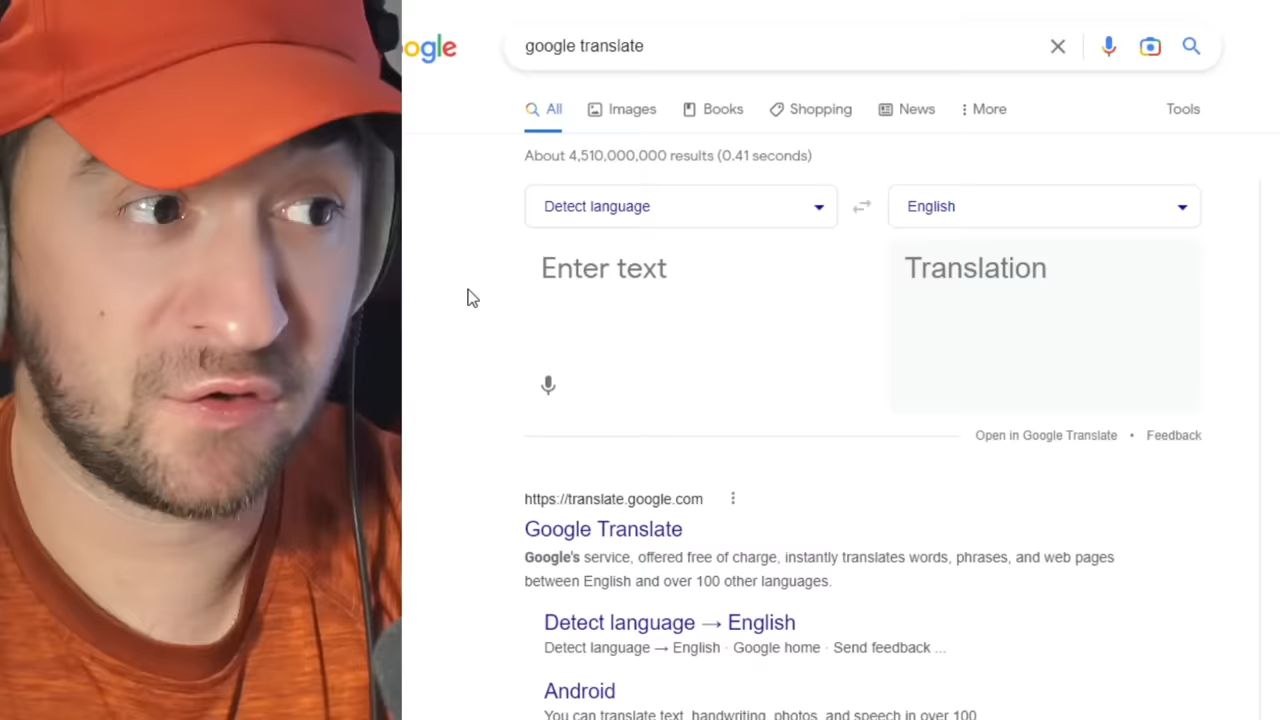 ogle
google translate
All Images Books Shopping News More Tools
About 4,510,000,000 results (0.41 seconds)
Detect language English
Enter text Translation
Open in Google Translate • Feedback
https://translate.google.com
Google Translate
Google's service, offered free of charge, instantly translates words, phrases, and web pages
between English and over 100 other languages.
Detect language → English
Detect language → English · Google home · Send feedback ...
Android
You can translate text, handwriting, photos, and speech in over 100